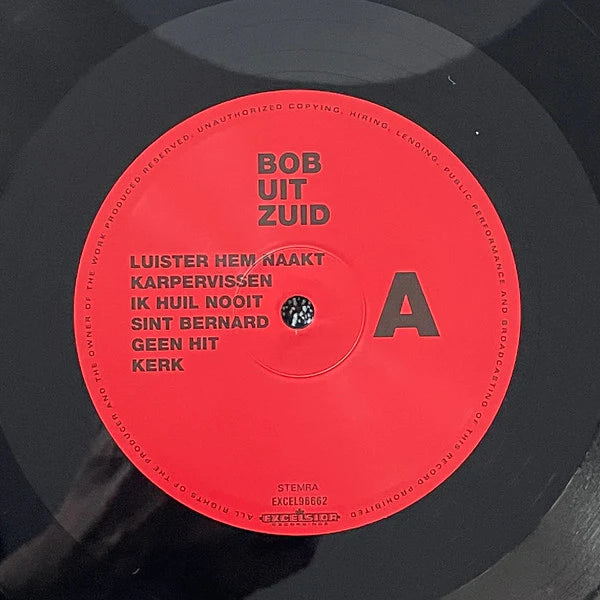 BOB
UIT
ZUID
LUISTER HEM NAAKT
KARPERVISSEN
IK HUIL NOOIT
SINT BERNARD
GEEN HIT
KERK
A
STEMRA
EXCEL96662
EXCELSIOR
RECORDINGS
ALL RIGHTS OF THE PRODUCER AND THE OWNER OF THE WORK PRODUCED RESERVED. UNAUTHORIZED COPYING, HIRING, LENDING, PUBLIC PERFORMANCE AND BROADCASTING OF THIS RECORD PROHIBITED